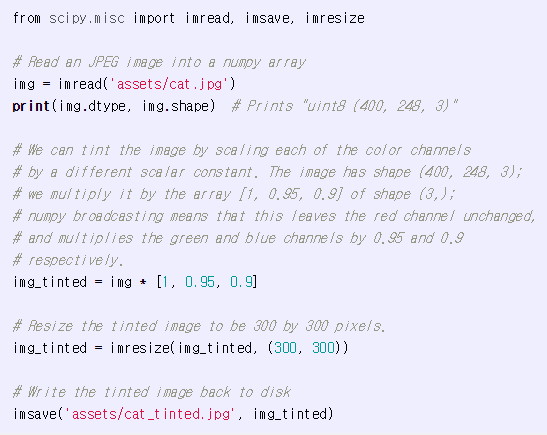 from scipy.misc import imread, imsave, imresize
# Read an JPEG image into a numpy array
img = imread('assets/cat.jpg')
print(img.dtype, img.shape)  # Prints "uint8 (400, 248, 3)"
# We can tint the image by scaling each of the color channels
# by a different scalar constant. The image has shape (400, 248, 3);
# we multiply it by the array [1, 0.95, 0.9] of shape (3,);
# numpy broadcasting means that this leaves the red channel unchanged,
# and multiplies the green and blue channels by 0.95 and 0.9
# respectively.
img_tinted = img * [1, 0.95, 0.9]
# Resize the tinted image to be 300 by 300 pixels.
img_tinted = imresize(img_tinted, (300, 300))
# Write the tinted image back to disk
imsave('assets/cat_tinted.jpg', img_tinted)